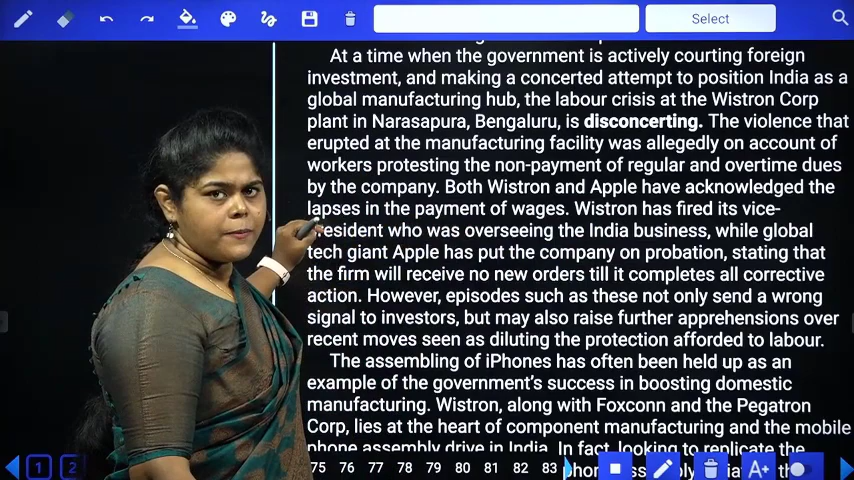 Select
At a time when the government is actively courting foreign
investment, and making a concerted attempt to position India as a
global manufacturing hub, the labour crisis at the Wistron Corp
plant in Narasapura, Bengaluru, is disconcerting. The violence that
erupted at the manufacturing facility was allegedly on account of
workers protesting the non-payment of regular and overtime dues
by the company. Both Wistron and Apple have acknowledged the
lapses in the payment of wages. Wistron has fired its vice-
president who was overseeing the India business, while global
tech giant Apple has put the company on probation, stating that
the firm will receive no new orders till it completes all corrective
action. However, episodes such as these not only send a wrong
signal to investors, but may also raise further apprehensions over
recent moves seen as diluting the protection afforded to labour.
The assembling of iPhones has often been held up as an
example of the government's success in boosting domestic
manufacturing. Wistron, along with Foxconn and the Pegatron
Corp, lies at the heart of component manufacturing and the mobile
phone assembly drive in India. In fact, looking to replicate the
1 2 75 76 77 78 79 80 81 82 83 A+